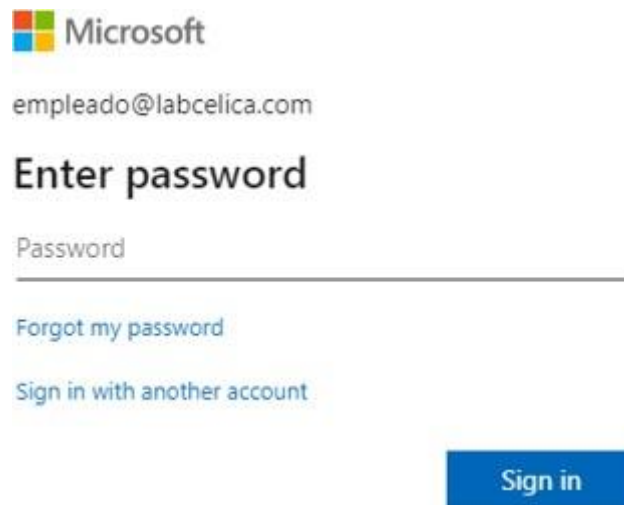 Microsoft
empleado@labcelica.com
Enter password
Password
Forgot my password
Sign in with another account
Sign in